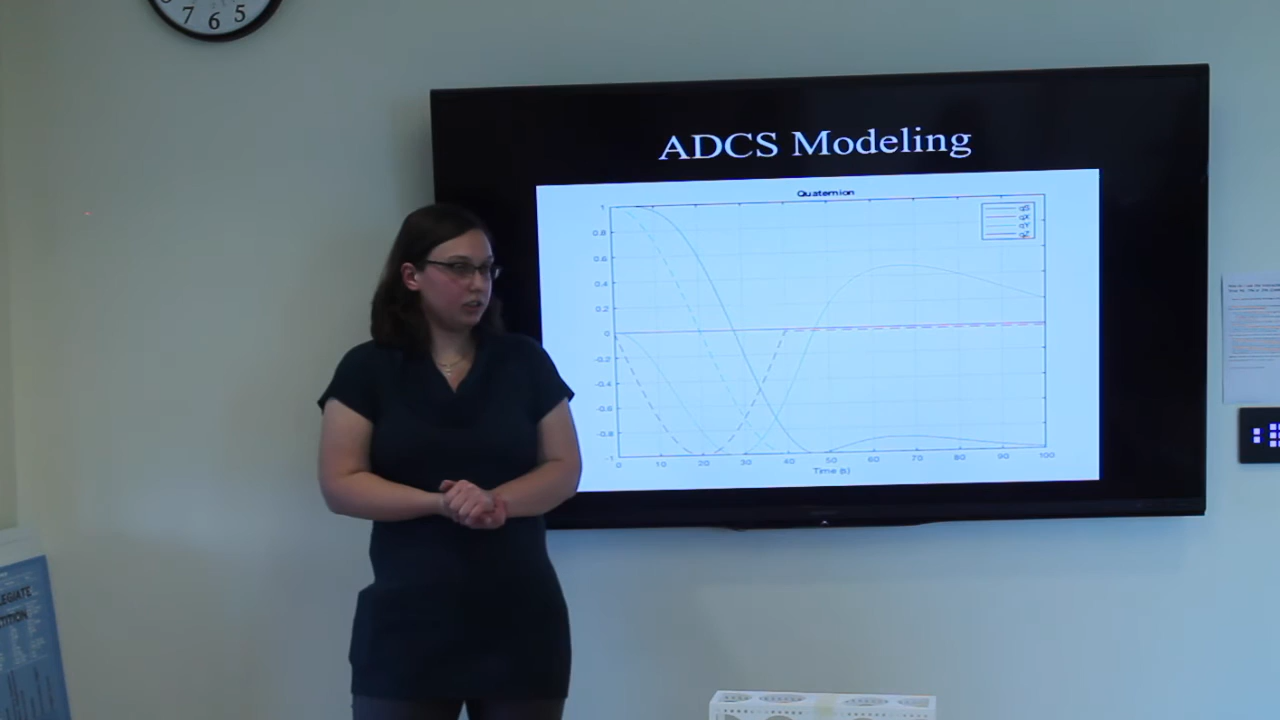 7 6 5
ADCS Modeling
Quaternion
qS
qX
qY
qZ
1
0.8
0.6
0.4
0.2
0
-0.2
-0.4
-0.6
-0.8
-1
0 10 20 30 40 50 60 70 80 90 100
Time (s)
LEGIATE
TITION